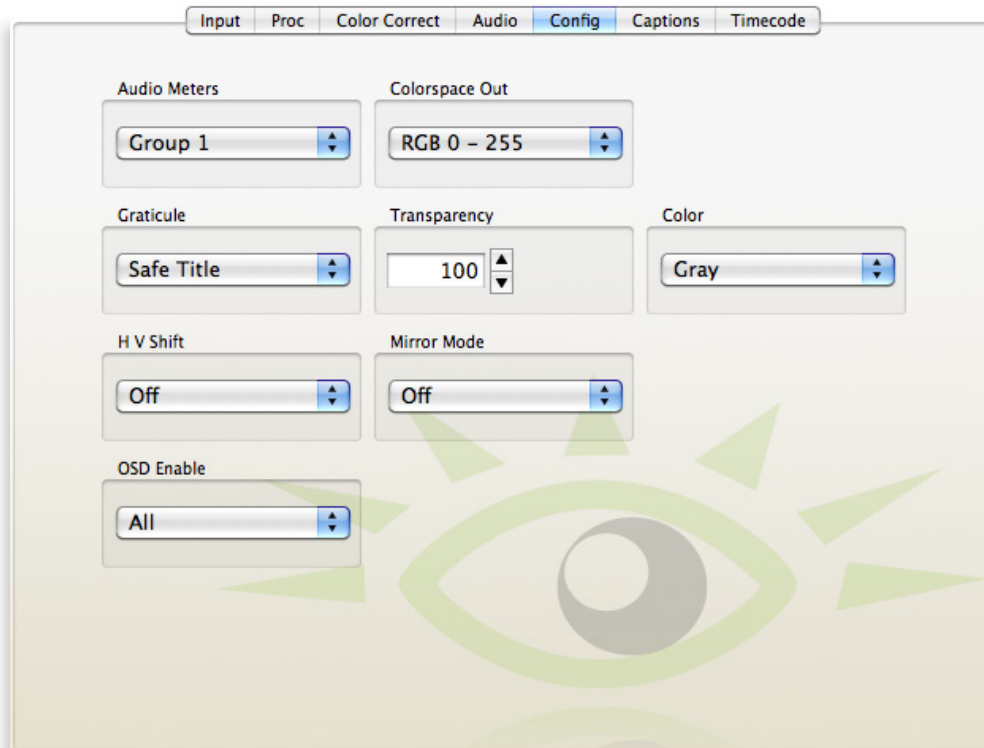 Input Proc Color Correct Audio Config Captions Timecode
Audio Meters Colorspace Out
Group 1 RGB 0 – 255
Graticule Transparency Color
Safe Title 100 Gray
H V Shift Mirror Mode
Off Off
OSD Enable
All